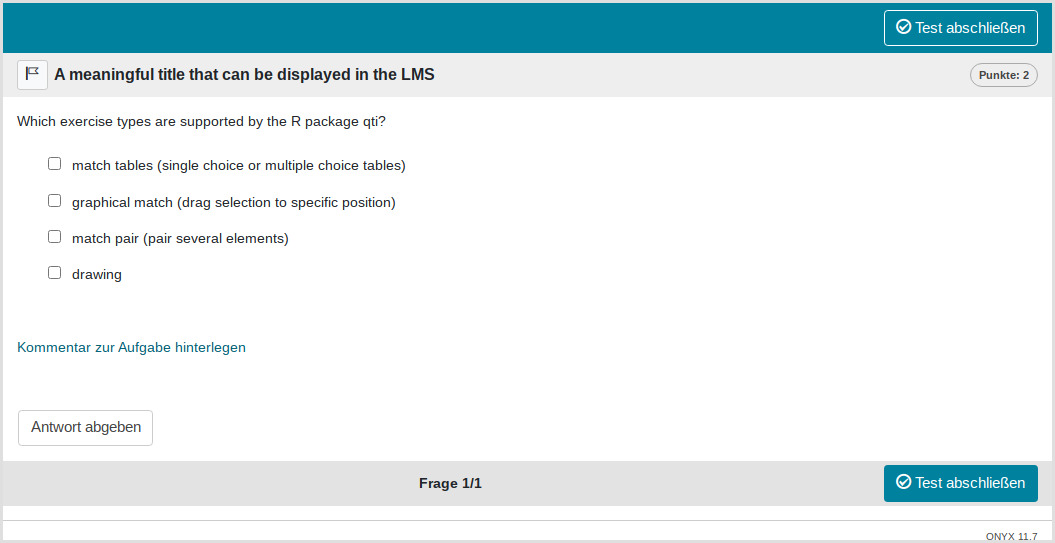 Test abschließen
A meaningful title that can be displayed in the LMS
Punkte: 2
Which exercise types are supported by the R package qti?
match tables (single choice or multiple choice tables)
graphical match (drag selection to specific position)
match pair (pair several elements)
drawing
Kommentar zur Aufgabe hinterlegen
Antwort abgeben
Frage 1/1
Test abschließen
ONYX 11.7